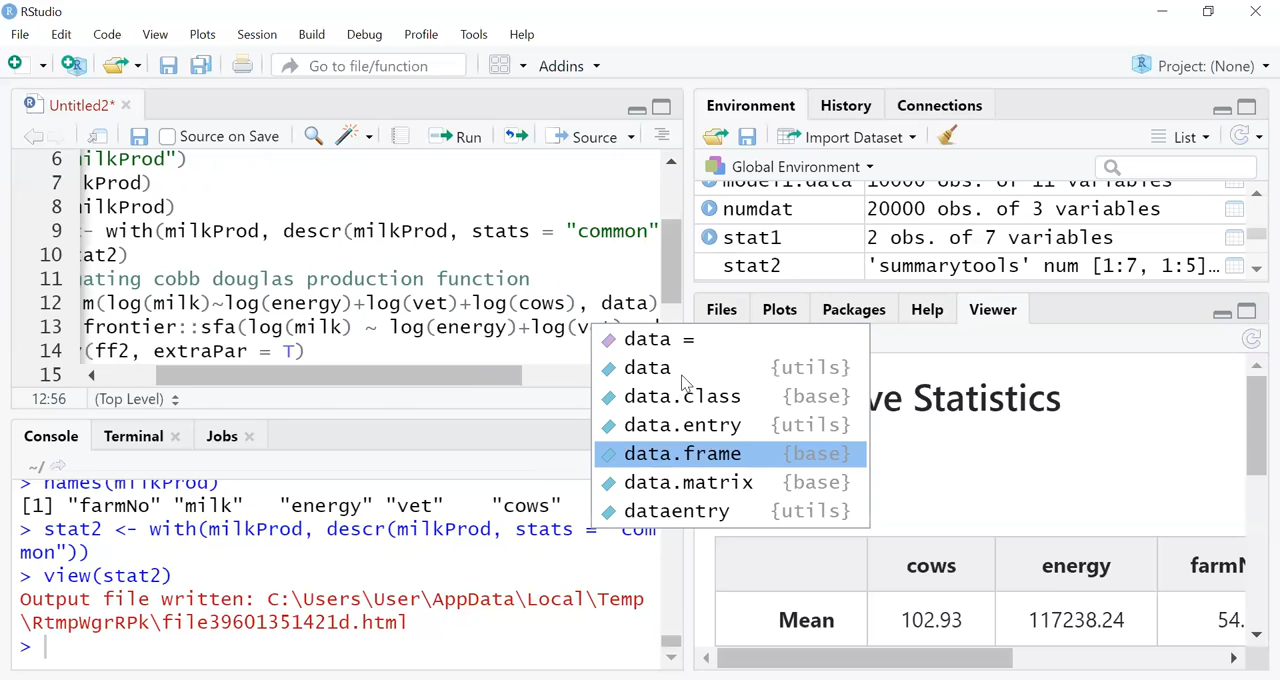 RStudio
File Edit Code View Plots Session Build Debug Profile Tools Help
Go to file/function
Addins
Project: (None)
Untitled2*
Source on Save
Run
Source
6 ilkProd")
7 kProd)
8 ilkProd)
9 - with(milkProd, descr(milkProd, stats = "common"
10 at2)
11 ating cobb douglas production function
12 m(log(milk)~log(energy)+log(vet)+log(cows), data)
13 frontier::sfa(log(milk) ~ log(energy)+log(
14 (ff2, extraPar = T)
15
12:56 (Top Level)
data =
data {utils}
data.class {base}
data.entry {utils}
data.frame {base}
data.matrix {base}
dataentry {utils}
Console Terminal Jobs
~/
> names(milkProd)
[1] "farmNo" "milk" "energy" "vet" "cows"
> stat2 <- with(milkProd, descr(milkProd, stats = "com
mon"))
> view(stat2)
Output file written: C:\Users\User\AppData\Local\Temp
\RtmpWgrRPk\file39601351421d.html
>
Environment History Connections
Import Dataset
List
Global Environment
model1.data 10000 obs. of 11 variables
numdat 20000 obs. of 3 variables
stat1 2 obs. of 7 variables
stat2 'summarytools' num [1:7, 1:5]...
Files Plots Packages Help Viewer
ve Statistics
cows energy farmN
Mean 102.93 117238.24 54.